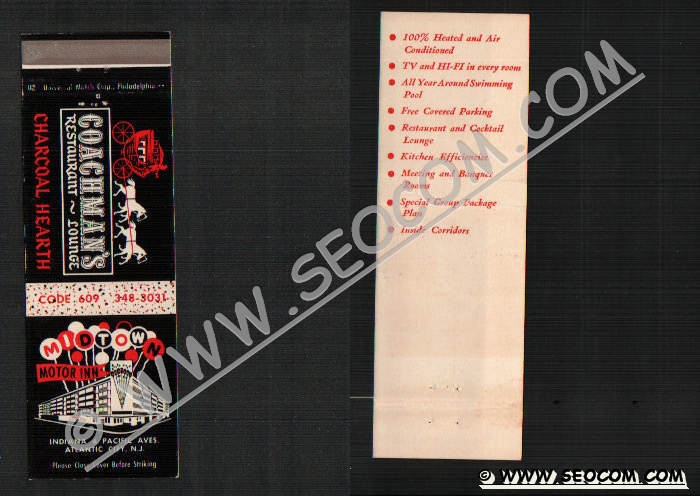 Universal Match Corp., Philadelphia
COACHMAN'S
RESTAURANT ~ LOUNGE
CHARCOAL HEARTH
CODE 609 348-3031
MIDTOWN
MOTOR INN
INDIANA & PACIFIC AVES.
ATLANTIC CITY, N.J.
Please Close Cover Before Striking
• 100% Heated and Air
Conditioned
• TV and HI-FI in every room
• All Year Around Swimming
Pool
• Free Covered Parking
• Restaurant and Cocktail
Lounge
• Kitchen Efficiencies
• Meeting and Banquet
Rooms
• Special Group Package
Plan
• Inside Corridors
© WWW.SEOCOM.COM
© WWW.SEOCOM.COM